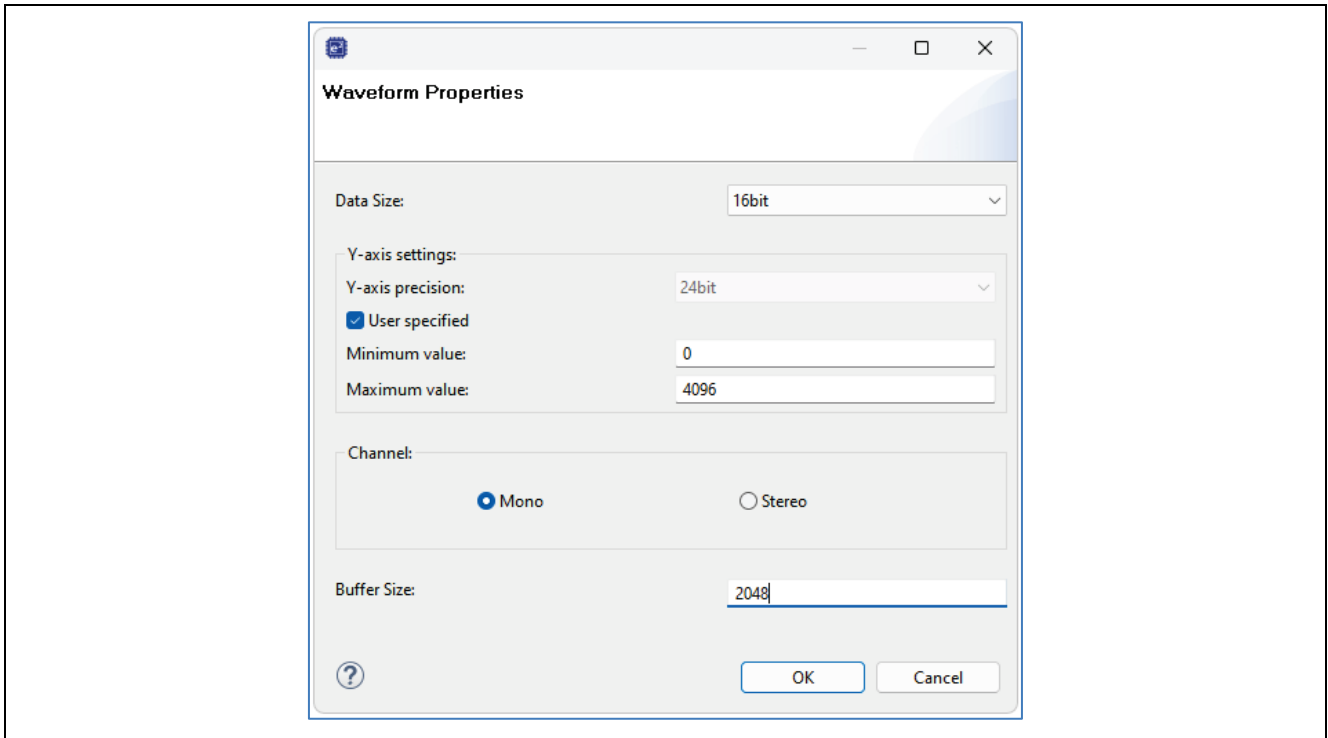 Waveform Properties
Data Size: 16bit
Y-axis settings:
Y-axis precision: 24bit
User specified
Minimum value: 0
Maximum value: 4096
Channel:
Mono Stereo
Buffer Size: 2048
? OK Cancel